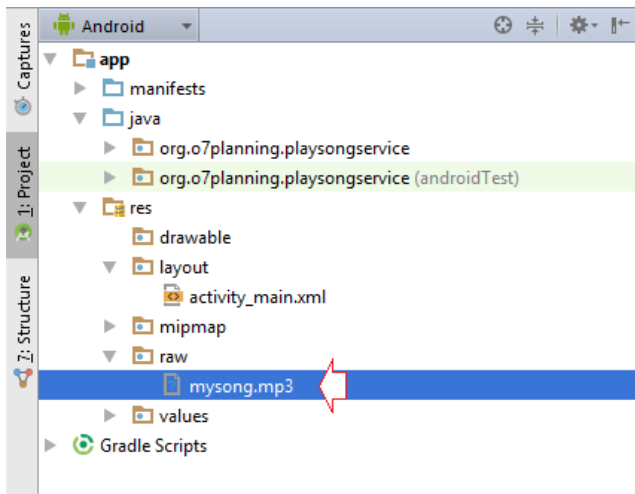 Android
Captures
1: Project
7: Structure
app
manifests
java
org.o7planning.playsongservice
org.o7planning.playsongservice (androidTest)
res
drawable
layout
activity_main.xml
mipmap
raw
mysong.mp3
values
Gradle Scripts